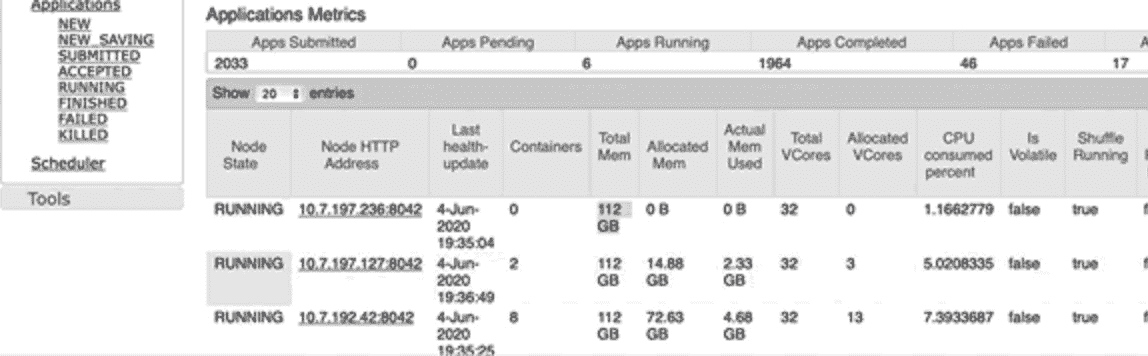 Applications
NEW
NEW_SAVING
SUBMITTED
ACCEPTED
RUNNING
FINISHED
FAILED
KILLED
Scheduler
Tools
Applications Metrics
Apps Submitted Apps Pending Apps Running Apps Completed Apps Failed
2033 0 6 1964 46 17
Show 20 entries
Node State Node HTTP Address Last health-update Containers Total Mem Allocated Mem Actual Mem Used Total VCores Allocated VCores CPU consumed percent Is Volatile Shuffle Running
RUNNING 10.7.197.236:8042 4-Jun-2020 19:35:04 0 112 GB 0 B 0 B 32 0 1.1662779 false true
RUNNING 10.7.197.127:8042 4-Jun-2020 19:36:49 2 112 GB 14.88 GB 2.33 GB 32 3 5.0208335 false true
RUNNING 10.7.192.42:8042 4-Jun-2020 19:35:25 8 112 GB 72.63 GB 4.68 GB 32 13 7.3933687 false true